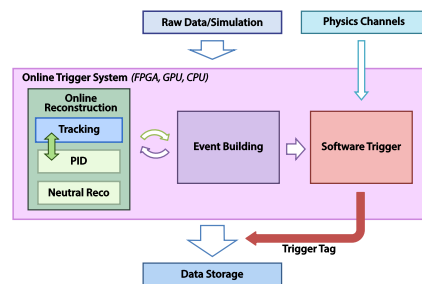 Raw Data/Simulation
Physics Channels
Online Trigger System (FPGA, GPU, CPU)
Online
Reconstruction
Tracking
PID
Neutral Reco
Event Building
Software Trigger
Trigger Tag
Data Storage